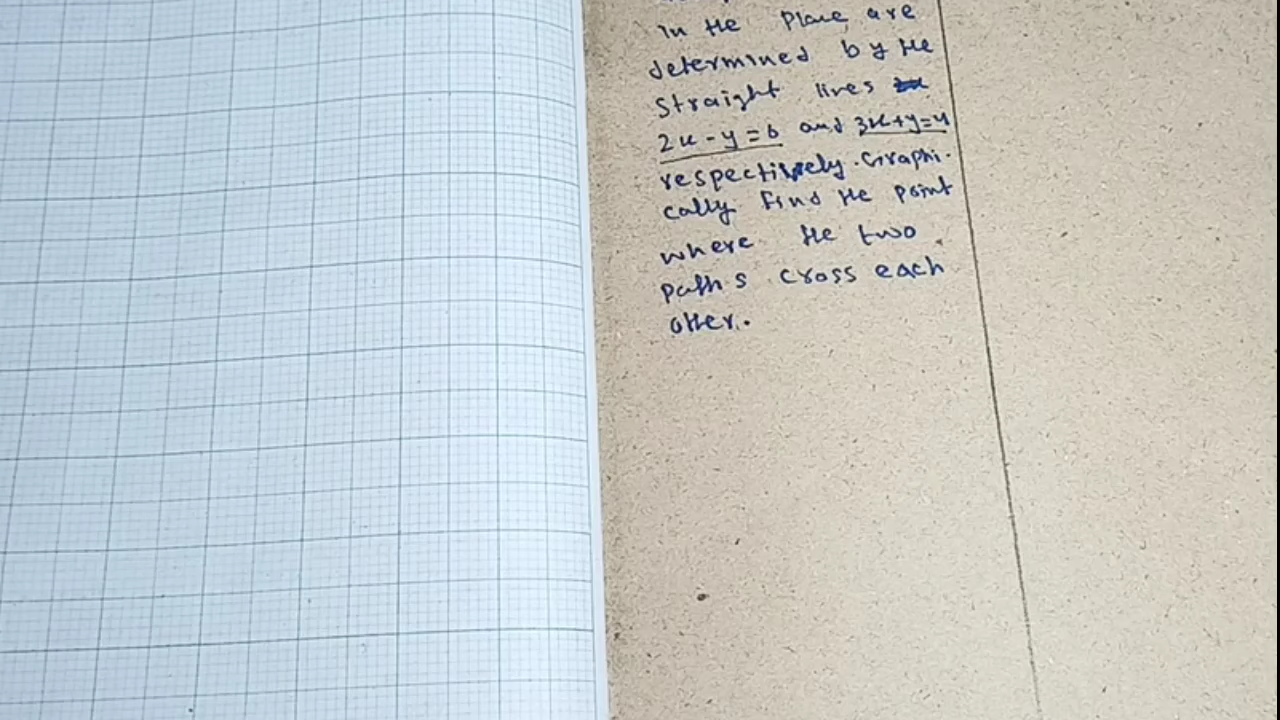 in the plane are
determined by the
straight lines
2x - y = 6 and 3x+y=4
respectively. Graphi-
cally find the point
where the two
paths cross each
other.